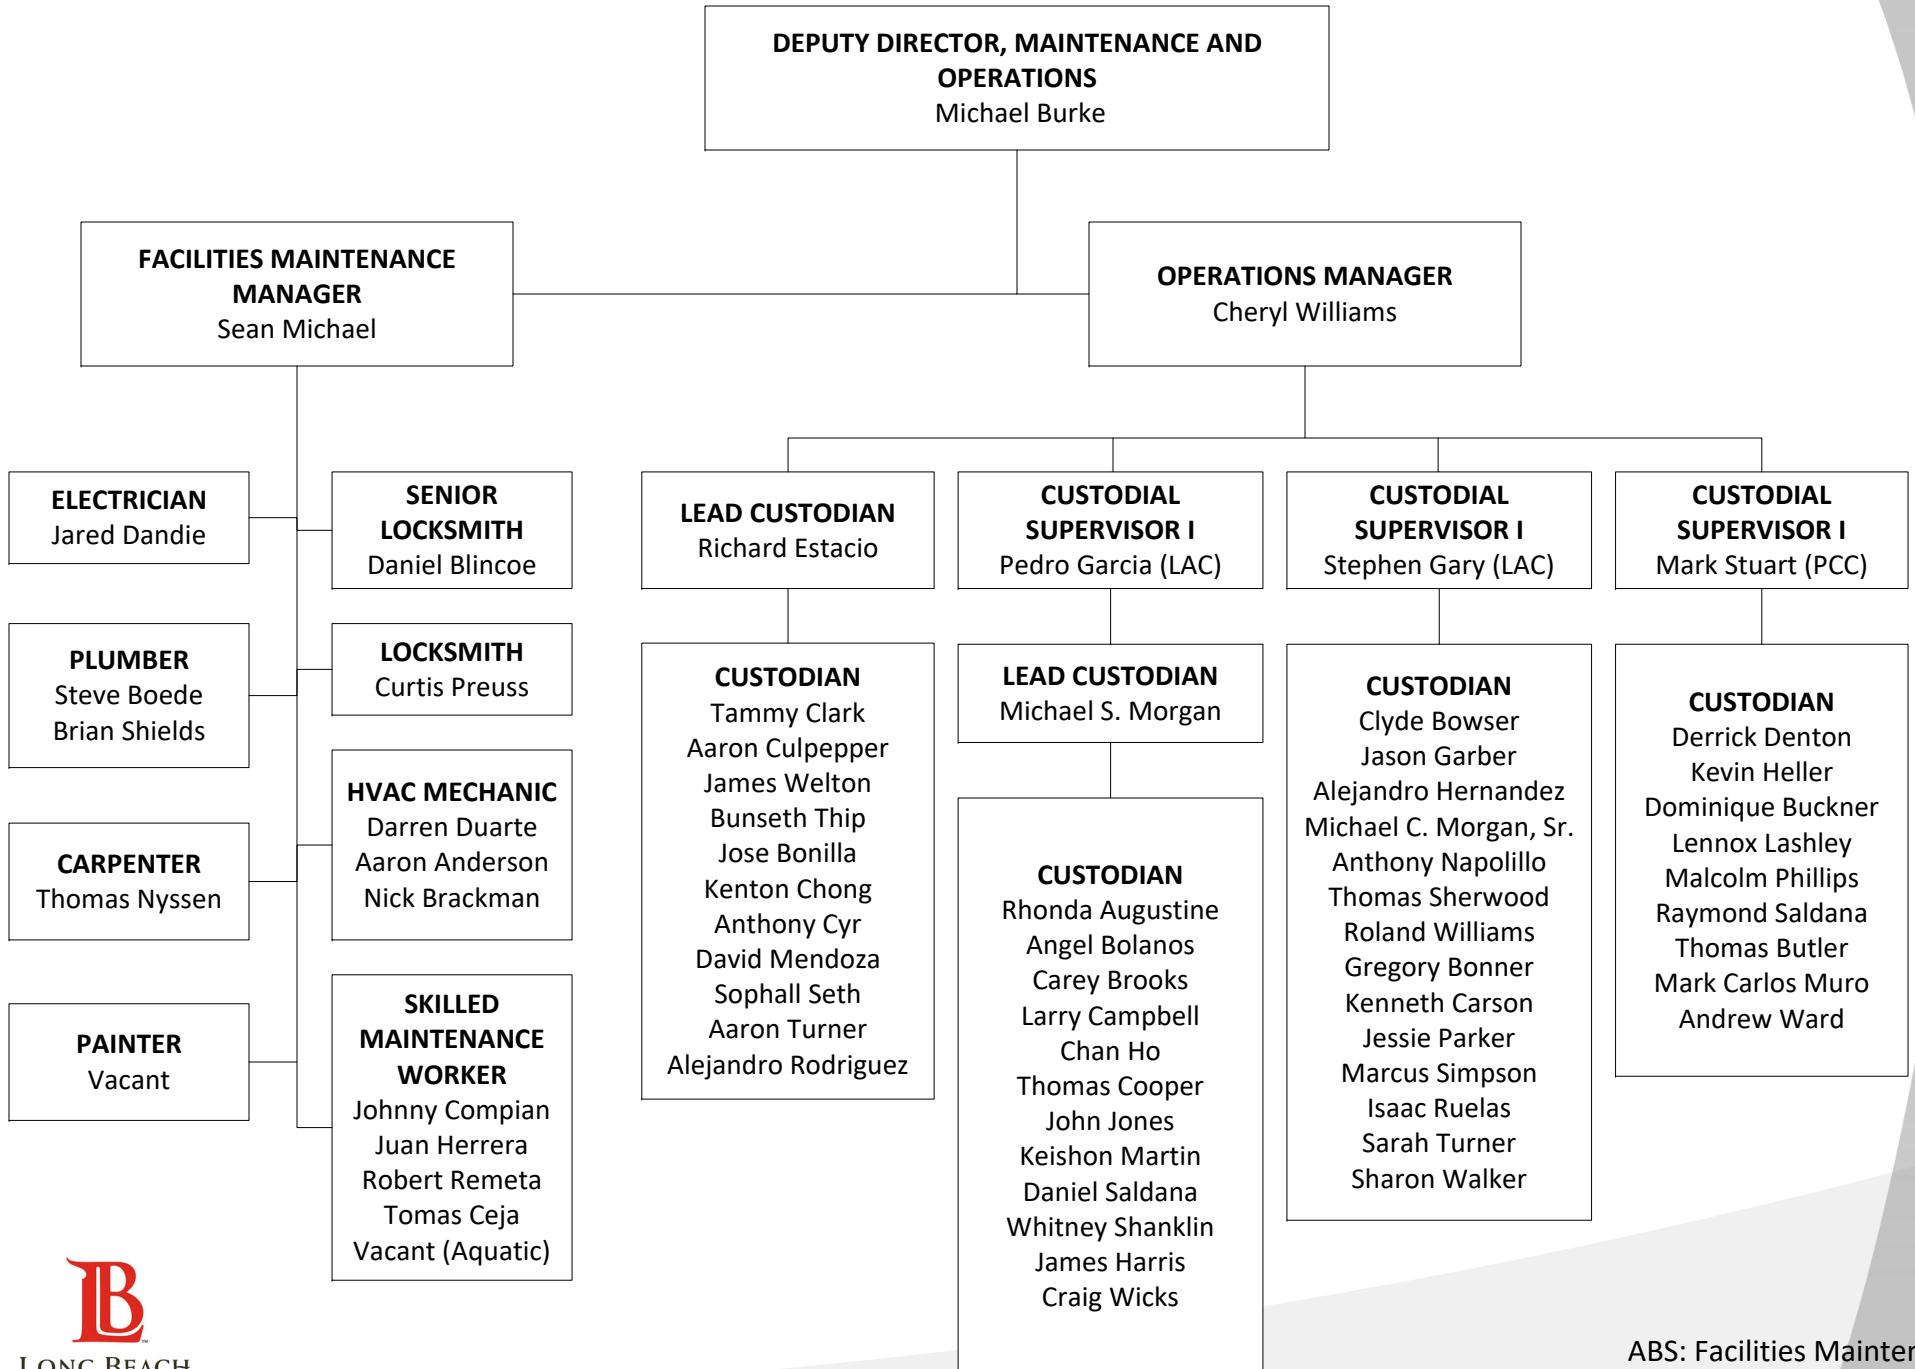 DEPUTY DIRECTOR, MAINTENANCE AND
OPERATIONS
Michael Burke
FACILITIES MAINTENANCE
MANAGER
Sean Michael
OPERATIONS MANAGER
Cheryl Williams
ELECTRICIAN
Jared Dandie
SENIOR
LOCKSMITH
Daniel Blincoe
PLUMBER
Steve Boede
Brian Shields
LOCKSMITH
Curtis Preuss
CARPENTER
Thomas Nyssen
HVAC MECHANIC
Darren Duarte
Aaron Anderson
Nick Brackman
PAINTER
Vacant
SKILLED
MAINTENANCE
WORKER
Johnny Compian
Juan Herrera
Robert Remeta
Tomas Ceja
Vacant (Aquatic)
LEAD CUSTODIAN
Richard Estacio
CUSTODIAN
Tammy Clark
Aaron Culpepper
James Welton
Bunseth Thip
Jose Bonilla
Kenton Chong
Anthony Cyr
David Mendoza
Sophall Seth
Aaron Turner
Alejandro Rodriguez
CUSTODIAL
SUPERVISOR I
Pedro Garcia (LAC)
LEAD CUSTODIAN
Michael S. Morgan
CUSTODIAN
Rhonda Augustine
Angel Bolanos
Carey Brooks
Larry Campbell
Chan Ho
Thomas Cooper
John Jones
Keishon Martin
Daniel Saldana
Whitney Shanklin
James Harris
Craig Wicks
CUSTODIAL
SUPERVISOR I
Stephen Gary (LAC)
CUSTODIAN
Clyde Bowser
Jason Garber
Alejandro Hernandez
Michael C. Morgan, Sr.
Anthony Napolillo
Thomas Sherwood
Roland Williams
Gregory Bonner
Kenneth Carson
Jessie Parker
Marcus Simpson
Isaac Ruelas
Sarah Turner
Sharon Walker
CUSTODIAL
SUPERVISOR I
Mark Stuart (PCC)
CUSTODIAN
Derrick Denton
Kevin Heller
Dominique Buckner
Lennox Lashley
Malcolm Phillips
Raymond Saldana
Thomas Butler
Mark Carlos Muro
Andrew Ward
LB
LONG BEACH
ABS: Facilities Mainten